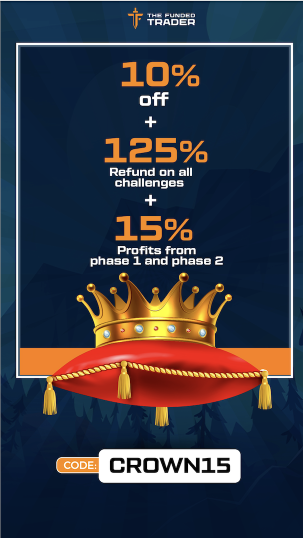 THE FUNDED
TRADER
10%
off
+
125%
Refund on all
challenges
+
15%
Profits from
phase 1 and phase 2
CODE: CROWN15